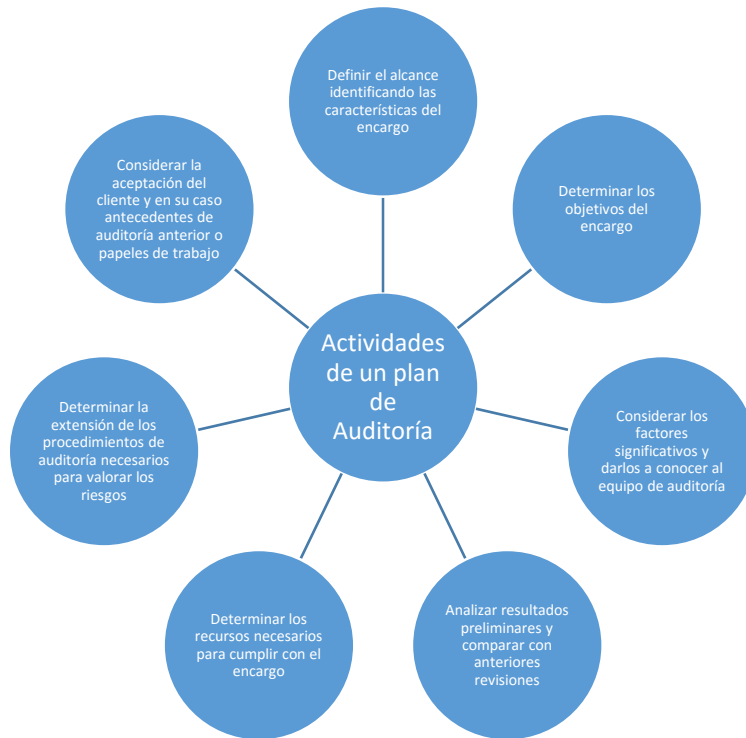 Definir el alcance
identificando las
características del
encargo
Determinar los
objetivos del
encargo
Considerar los
factores
significativos y
darlos a conocer al
equipo de auditoría
Analizar resultados
preliminares y
comparar con
anteriores
revisiones
Determinar los
recursos necesarios
para cumplir con el
encargo
Determinar la
extensión de los
procedimientos de
auditoría necesarios
para valorar los
riesgos
Considerar la
aceptación del
cliente y en su caso
antecedentes de
auditoría anterior o
papeles de trabajo
Actividades
de un plan
de
Auditoría